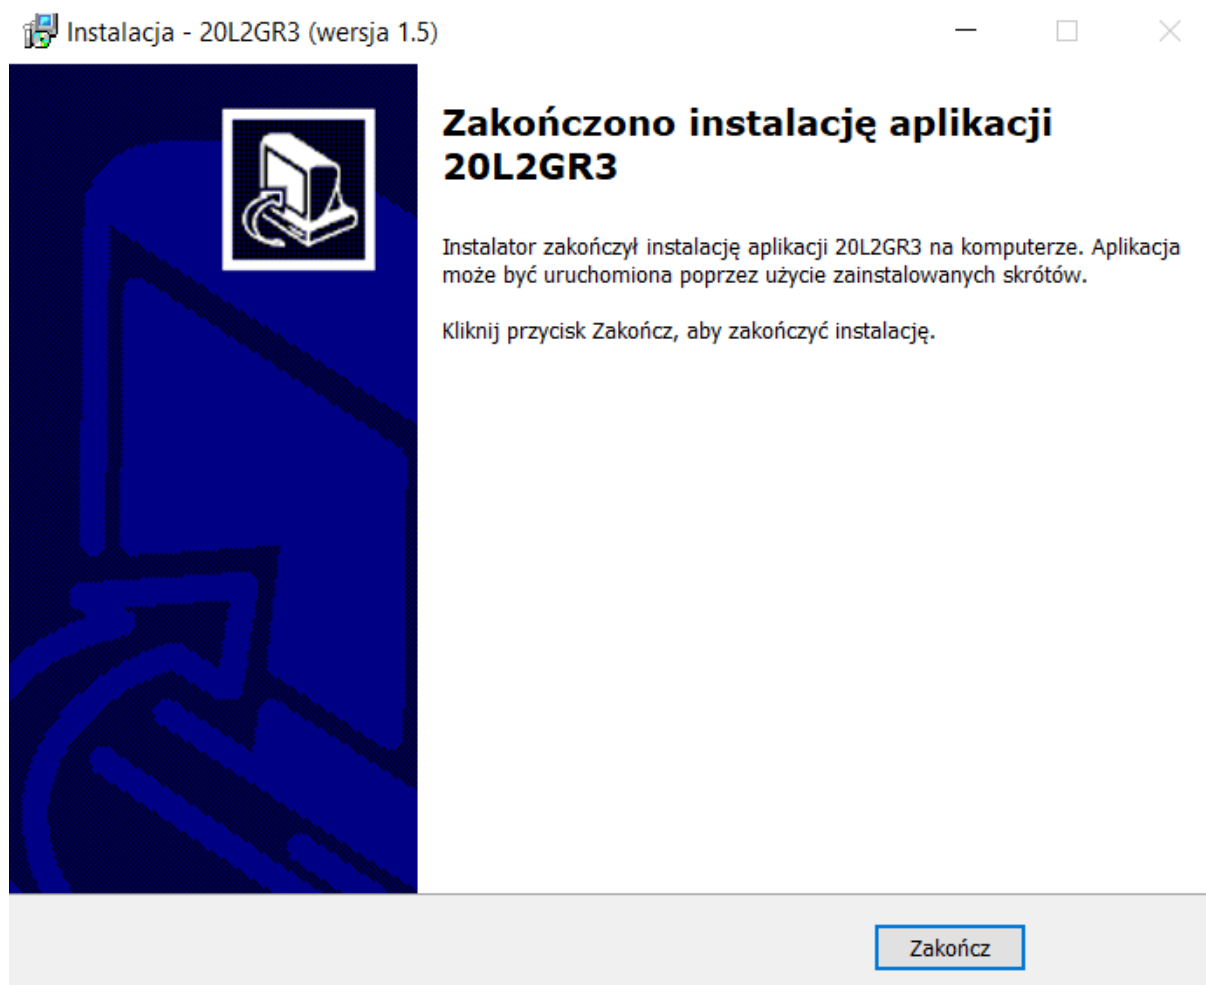 Instalacja - 20L2GR3 (wersja 1.5)
Zakończono instalację aplikacji
20L2GR3
Instalator zakończył instalację aplikacji 20L2GR3 na komputerze. Aplikacja
może być uruchomiona poprzez użycie zainstalowanych skrótów.
Kliknij przycisk Zakończ, aby zakończyć instalację.
Zakończ